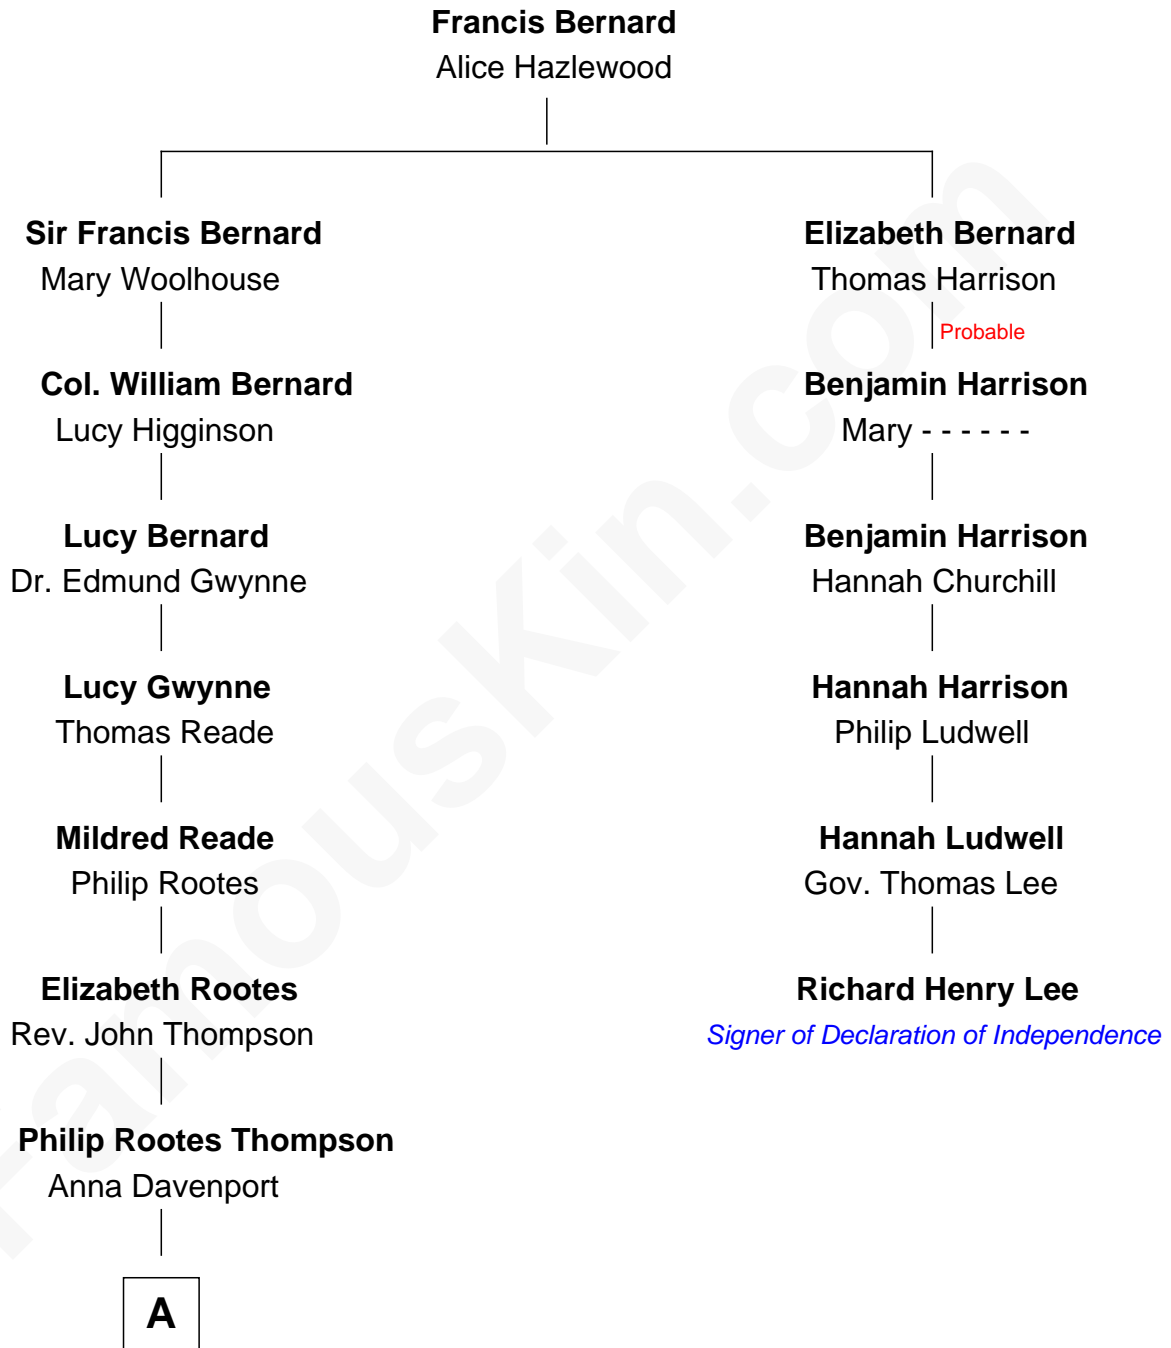 Francis Bernard
Alice Hazlewood
Sir Francis Bernard
Mary Woolhouse
Elizabeth Bernard
Thomas Harrison
Probable
Col. William Bernard
Lucy Higginson
Benjamin Harrison
Mary - - - - - -
Lucy Bernard
Dr. Edmund Gwynne
Benjamin Harrison
Hannah Churchill
Lucy Gwynne
Thomas Reade
Hannah Harrison
Philip Ludwell
Mildred Reade
Philip Rootes
Hannah Ludwell
Gov. Thomas Lee
Elizabeth Rootes
Rev. John Thompson
Richard Henry Lee
Signer of Declaration of Independence
Philip Rootes Thompson
Anna Davenport
A
FamousKin.com